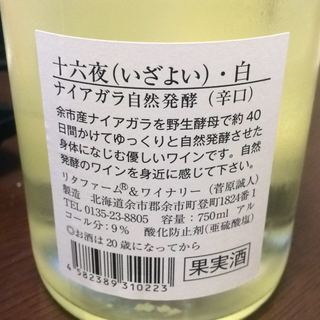 十六夜(いざよい)・白
ナイアガラ自然発酵(辛口)
余市産ナイアガラを野生酵母で約40
日間かけてゆっくりと自然発酵させた
身体になじむ優しいワインです。自然
発酵のワインを身近に感じて下さい。
リタファーム®&ワイナリー(菅原誠人)
製造 北海道余市郡余市町登町1824番1
TEL 0135-23-8805 容量:750ml アル
コール分:9% 酸化防止剤(亜硫酸塩)
◎お酒は20歳になってから
果実酒
4582389310223